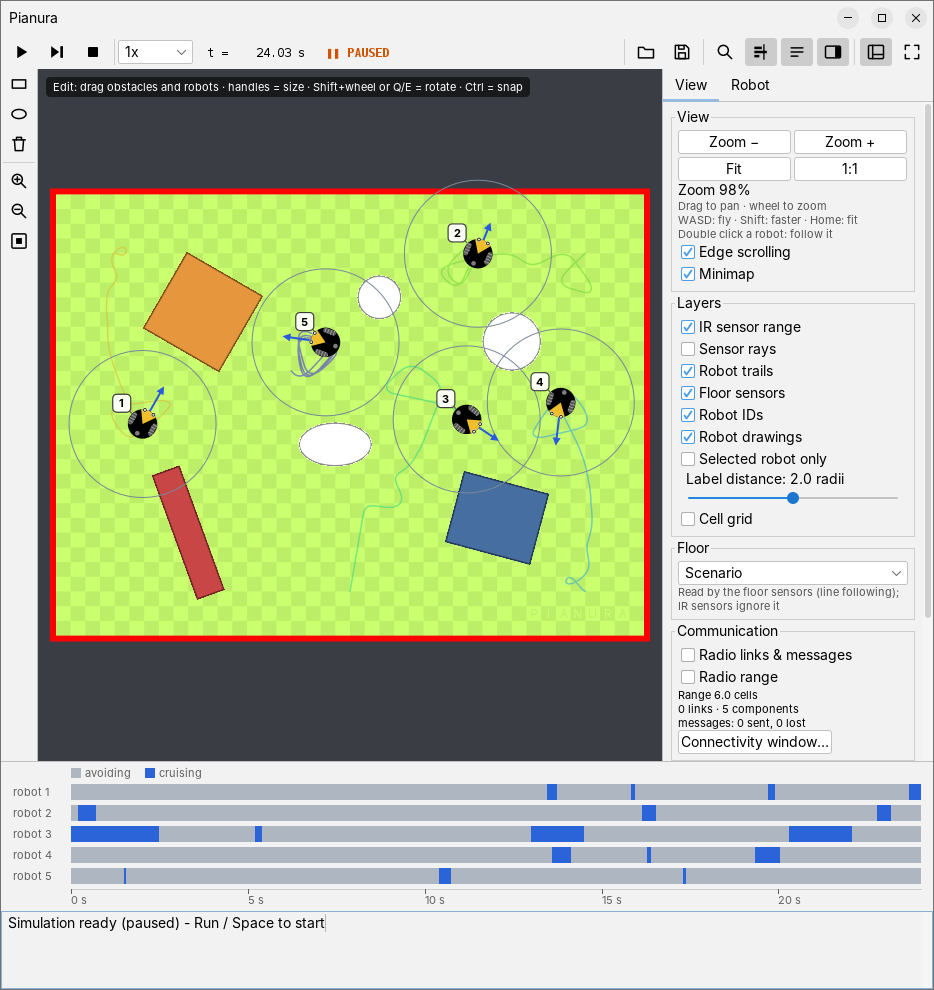 Pianura
1x
t = 24.03 s
PAUSED
Edit: drag obstacles and robots · handles = size · Shift+wheel or Q/E = rotate · Ctrl = snap
2
5
1
3
4
PIANURA
View Robot
View
Zoom − Zoom +
Fit 1:1
Zoom 98%
Drag to pan · wheel to zoom
WASD: fly · Shift: faster · Home: fit
Double click a robot: follow it
Edge scrolling
Minimap
Layers
IR sensor range
Sensor rays
Robot trails
Floor sensors
Robot IDs
Robot drawings
Selected robot only
Label distance: 2.0 radii
Cell grid
Floor
Scenario
Read by the floor sensors (line following);
IR sensors ignore it
Communication
Radio links & messages
Radio range
Range 6.0 cells
0 links · 5 components
messages: 0 sent, 0 lost
Connectivity window...
avoiding cruising
robot 1
robot 2
robot 3
robot 4
robot 5
0 s 5 s 10 s 15 s 20 s
Simulation ready (paused) - Run / Space to start